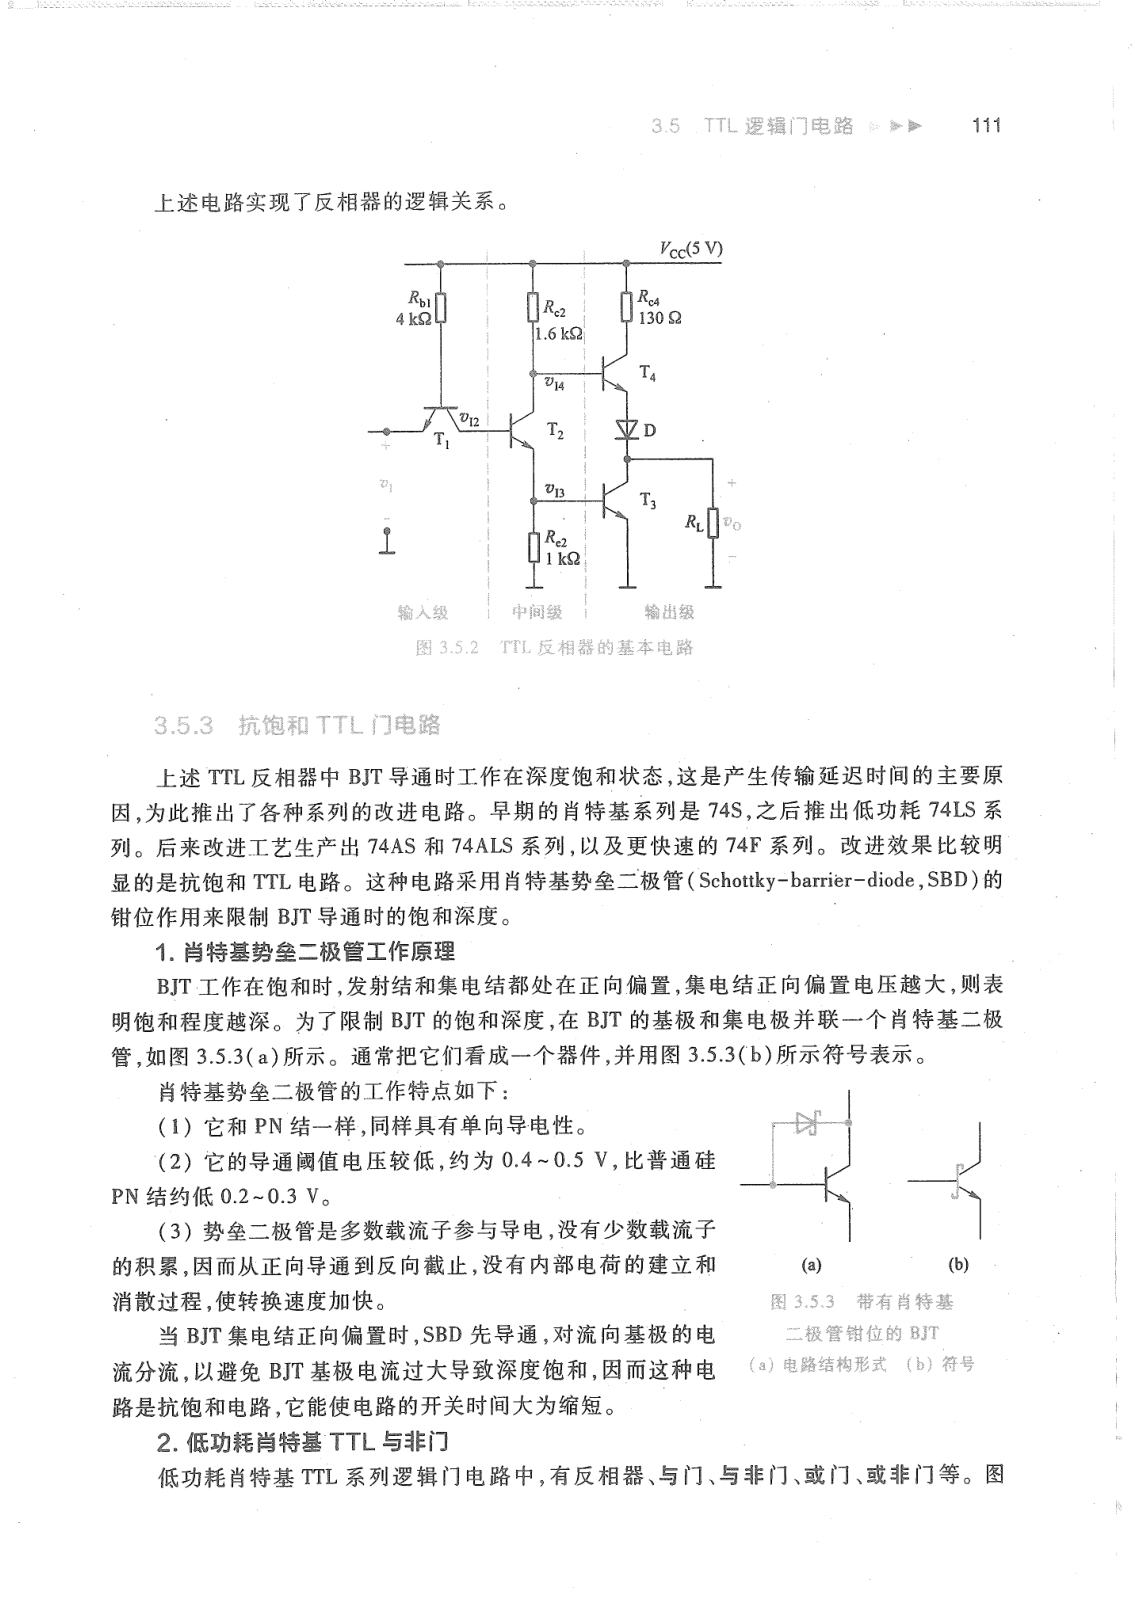 3.5 TTL 逻辑门电路 111
上述电路实现了反相器的逻辑关系。
VCC(5 V)
Rb1
4 kΩ
Rc2
1.6 kΩ
Rc4
130 Ω
T4
vI4
vI2
T1
T2
D
vI
vI3
T3
+
-
RL
vO
+
-
Re2
1 kΩ
输入级 中间级 输出级
图 3.5.2 TTL 反相器的基本电路
3.5.3 抗饱和 TTL 门电路
上述 TTL 反相器中 BJT 导通时工作在深度饱和状态,这是产生传输延迟时间的主要原
因,为此推出了各种系列的改进电路。早期的肖特基系列是 74S,之后推出低功耗 74LS 系
列。后来改进工艺生产出 74AS 和 74ALS 系列,以及更快速的 74F 系列。改进效果比较明
显的是抗饱和 TTL 电路。这种电路采用肖特基势垒二极管(Schottky-barrier-diode,SBD)的
钳位作用来限制 BJT 导通时的饱和深度。
1. 肖特基势垒二极管工作原理
BJT 工作在饱和时,发射结和集电结都处在正向偏置,集电结正向偏置电压越大,则表
明饱和程度越深。为了限制 BJT 的饱和深度,在 BJT 的基极和集电极并联一个肖特基二极
管,如图 3.5.3(a)所示。通常把它们看成一个器件,并用图 3.5.3(b)所示符号表示。
肖特基势垒二极管的工作特点如下:
(1) 它和 PN 结一样,同样具有单向导电性。
(2) 它的导通阈值电压较低,约为 0.4~0.5 V,比普通硅
PN 结约低 0.2~0.3 V。
(3) 势垒二极管是多数载流子参与导电,没有少数载流子
的积累,因而从正向导通到反向截止,没有内部电荷的建立和
消散过程,使转换速度加快。
当 BJT 集电结正向偏置时,SBD 先导通,对流向基极的电
流分流,以避免 BJT 基极电流过大导致深度饱和,因而这种电
路是抗饱和电路,它能使电路的开关时间大为缩短。
(a) (b)
图 3.5.3 带有肖特基
二极管钳位的 BJT
(a) 电路结构形式 (b) 符号
2. 低功耗肖特基 TTL 与非门
低功耗肖特基 TTL 系列逻辑门电路中,有反相器、与门、与非门、或门、或非门等。图